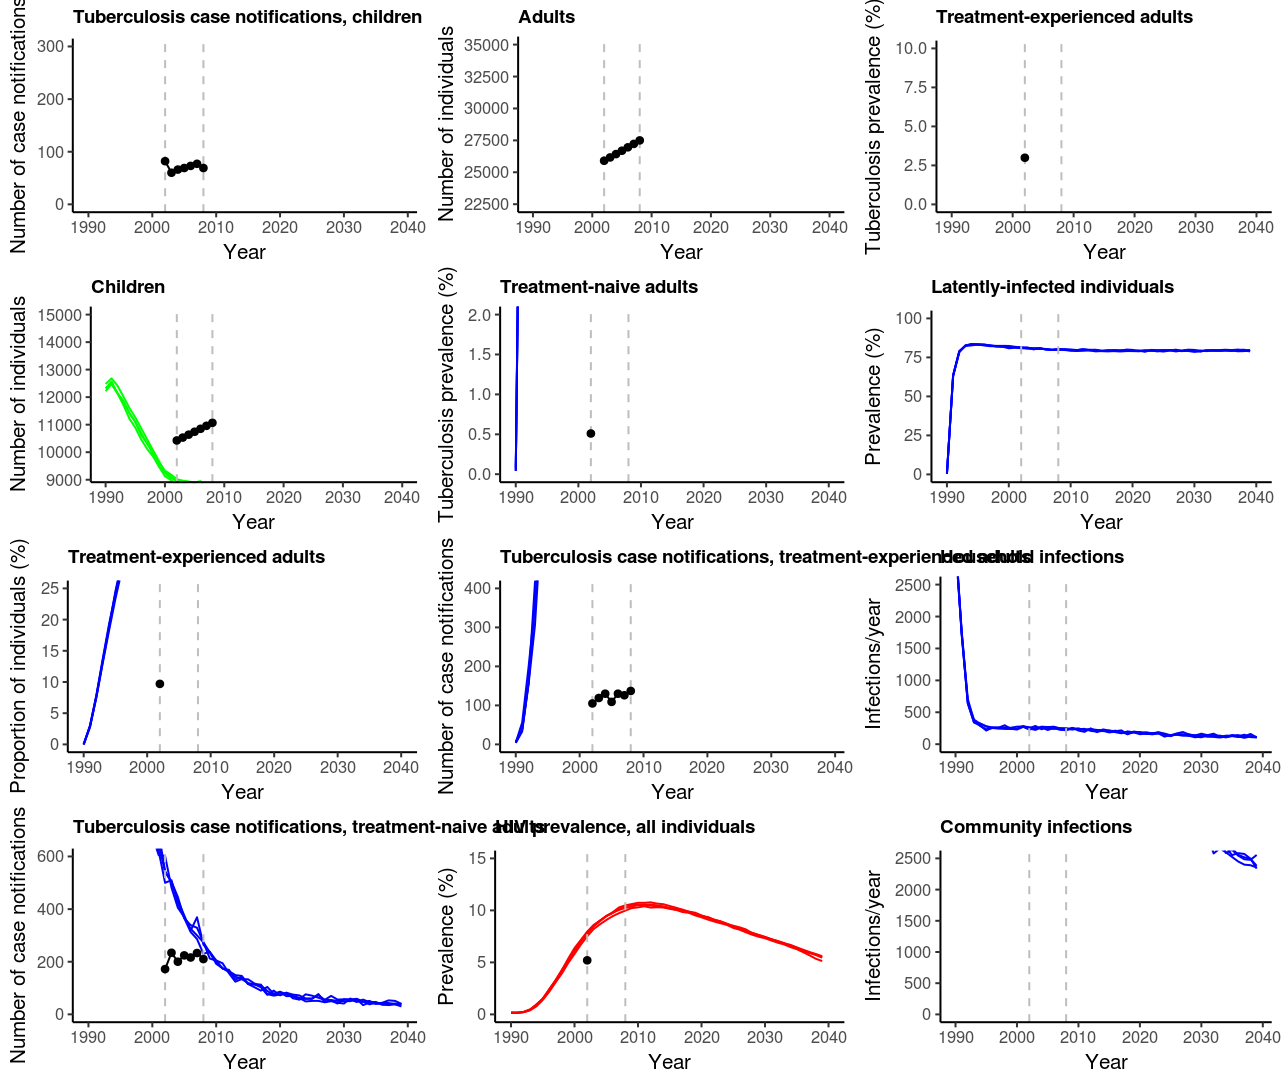 Tuberculosis case notifications, children
Number of case notifications
300
200
100
0
1990 2000 2010 2020 2030 2040
Year
Adults
Number of individuals
35000
32500
30000
27500
25000
22500
1990 2000 2010 2020 2030 2040
Year
Treatment-experienced adults
Tuberculosis prevalence (%)
10.0
7.5
5.0
2.5
0.0
1990 2000 2010 2020 2030 2040
Year
Children
Number of individuals
15000
14000
13000
12000
11000
10000
9000
1990 2000 2010 2020 2030 2040
Year
Treatment-naive adults
Tuberculosis prevalence (%)
2.0
1.5
1.0
0.5
0.0
1990 2000 2010 2020 2030 2040
Year
Latently-infected individuals
Prevalence (%)
100
75
50
25
0
1990 2000 2010 2020 2030 2040
Year
Treatment-experienced adults
Proportion of individuals (%)
25
20
15
10
5
0
1990 2000 2010 2020 2030 2040
Year
Tuberculosis case notifications, treatment-experienced adults
Number of case notifications
400
300
200
100
0
1990 2000 2010 2020 2030 2040
Year
Household infections
Infections/year
2500
2000
1500
1000
500
0
1990 2000 2010 2020 2030 2040
Year
Tuberculosis case notifications, treatment-naive adults
Number of case notifications
600
400
200
0
1990 2000 2010 2020 2030 2040
Year
HIV prevalence, all individuals
Prevalence (%)
15
10
5
0
1990 2000 2010 2020 2030 2040
Year
Community infections
Infections/year
2500
2000
1500
1000
500
0
1990 2000 2010 2020 2030 2040
Year